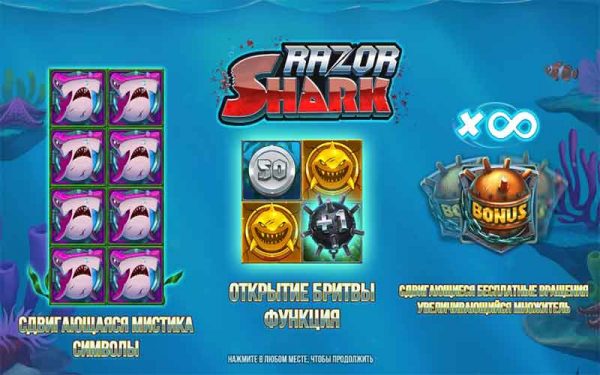 RAZOR
SHARK
50
+1
x∞
BONUS
СДВИГАЮЩАЯСЯ МИСТИКА
СИМВОЛЫ
ОТКРЫТИЕ БРИТВЫ
ФУНКЦИЯ
СДВИГАЮЩИЕСЯ БЕСПЛАТНЫЕ ВРАЩЕНИЯ
УВЕЛИЧИВАЮЩИЙСЯ МНОЖИТЕЛЬ
НАЖМИТЕ В ЛЮБОМ МЕСТЕ, ЧТОБЫ ПРОДОЛЖИТЬ